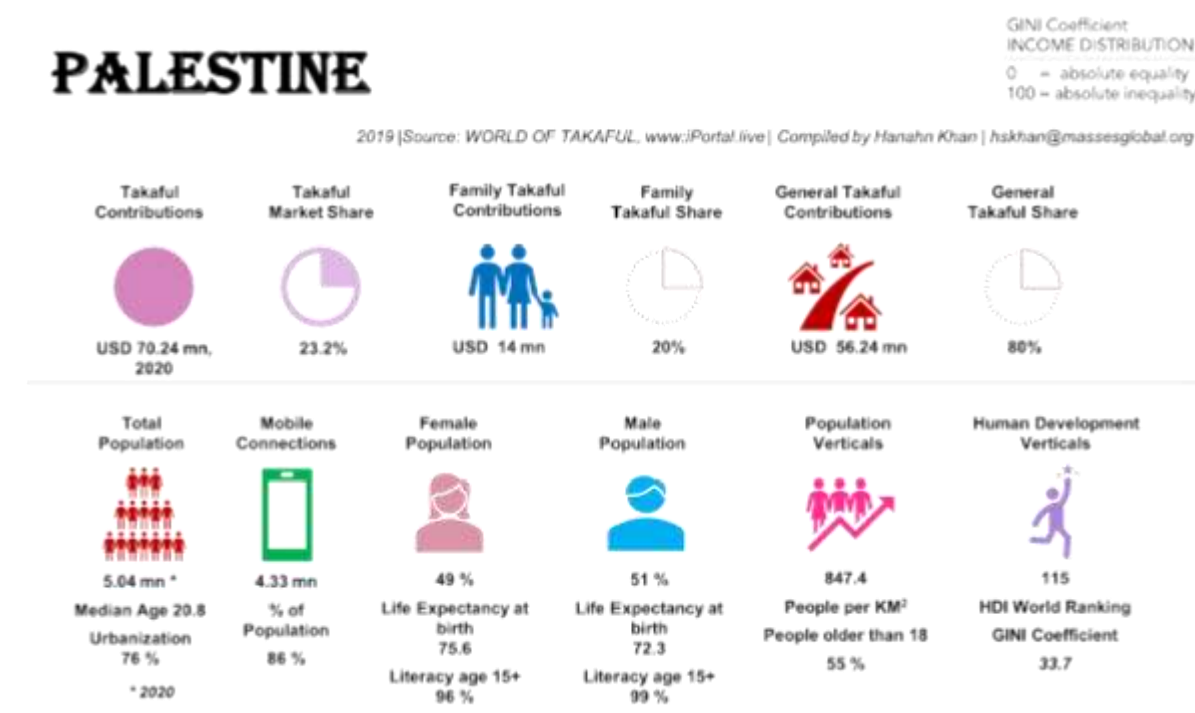 GINI Coefficient
INCOME DISTRIBUTION
0 = absolute equality
100 = absolute inequality
PALESTINE
2019 |Source: WORLD OF TAKAFUL, www:iPortal.live| Compiled by Hanahn Khan | hskhan@massesglobal.org
Takaful
Contributions
USD 70.24 mn,
2020
Takaful
Market Share
23.2%
Family Takaful
Contributions
USD 14 mn
Family
Takaful Share
20%
General Takaful
Contributions
USD 56.24 mn
General
Takaful Share
80%
Total
Population
5.04 mn *
Median Age 20.8
Urbanization
76 %
* 2020
Mobile
Connections
4.33 mn
% of
Population
86 %
Female
Population
49 %
Life Expectancy at
birth
75.6
Literacy age 15+
96 %
Male
Population
51 %
Life Expectancy at
birth
72.3
Literacy age 15+
99 %
Population
Verticals
847.4
People per KM²
People older than 18
55 %
Human Development
Verticals
115
HDI World Ranking
GINI Coefficient
33.7